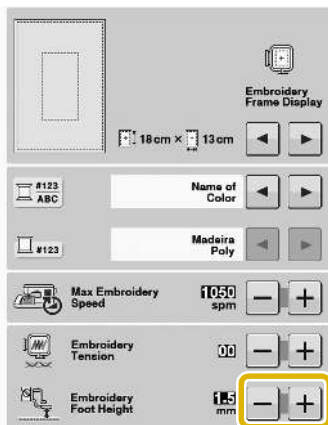 Embroidery
Frame Display
18cm × 13cm
#123
ABC
Name of
Color
#123
Madeira
Poly
Max Embroidery
Speed
1050
spm
Embroidery
Tension
00
Embroidery
Foot Height
1.5
mm